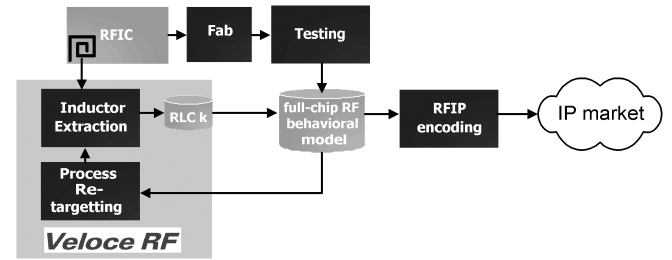 RFIC
Fab
Testing
Inductor
Extraction
RLC k
full-chip RF
behavioral
model
RFIP
encoding
IP market
Process
Re-
targetting
Veloce RF